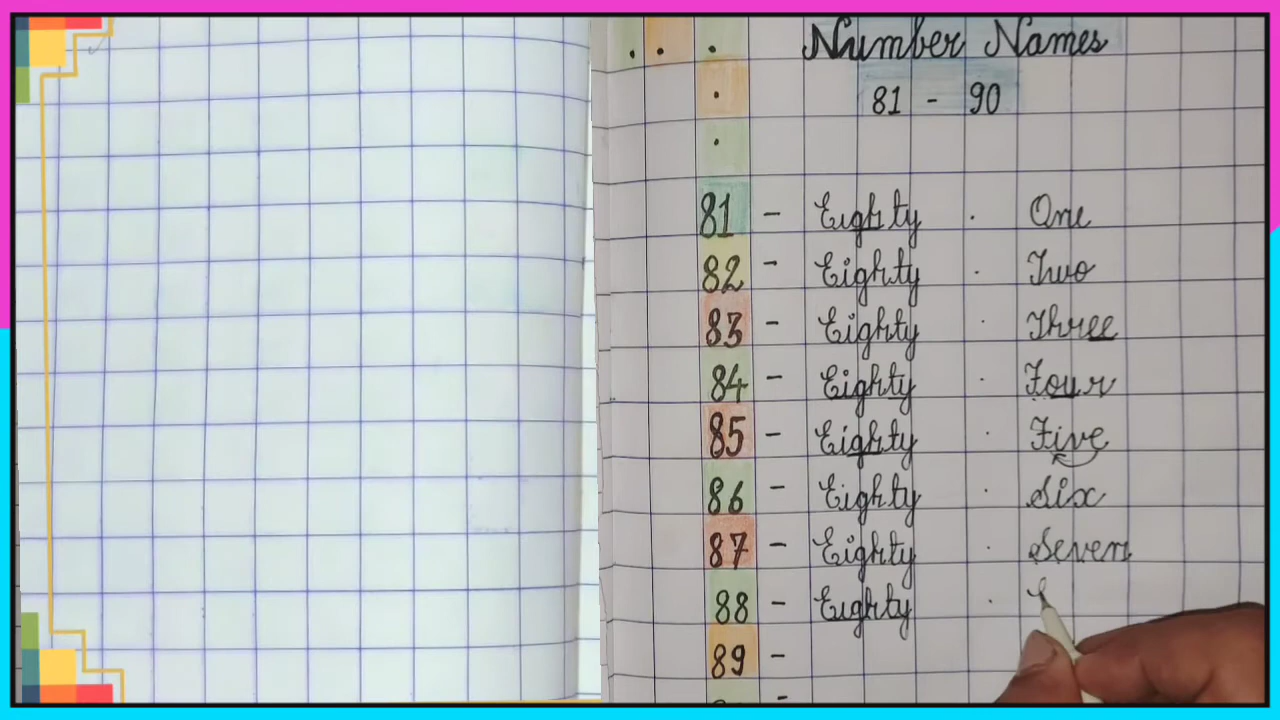 Number Names
81 - 90
81 - Eighty . One
82 - Eighty . Two
83 - Eighty . Three
84 - Eighty . Four
85 - Eighty . Five
86 - Eighty . Six
87 - Eighty . Seven
88 - Eighty .
89 -
-